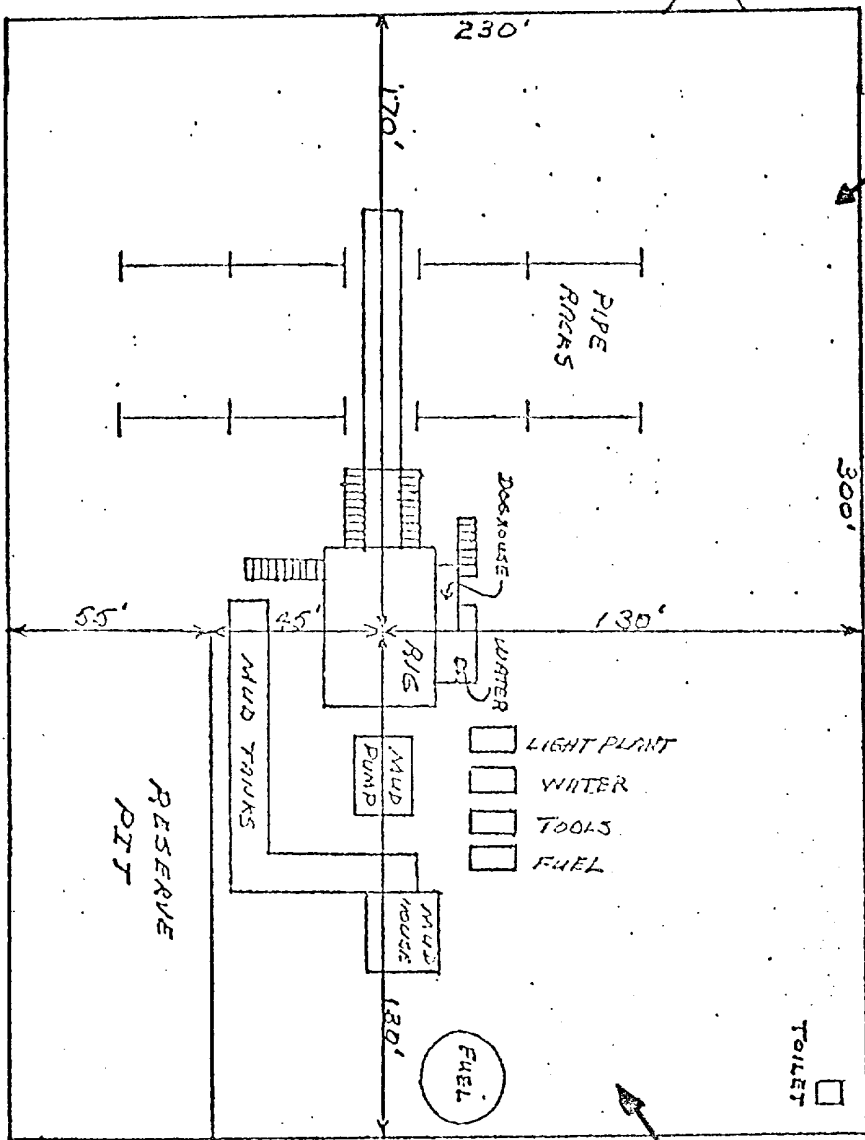 230'
170'
PIPE
RACKS
300'
DOGHOUSE
55'
45'
130'
RIG
WATER
MUD TANKS
MUD
PUMP
LIGHT PLANT
WATER
TOOLS
FUEL
RESERVE
PIT
MUD
HOUSE
130'
FUEL
TOILET